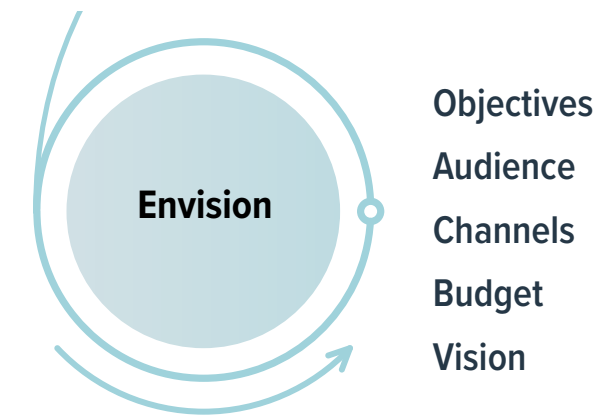 Envision
Objectives
Audience
Channels
Budget
Vision